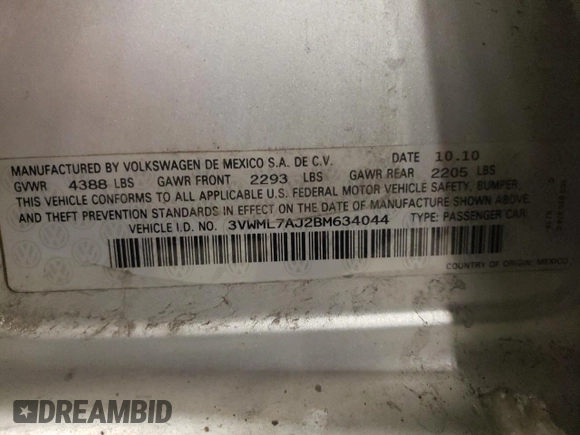 MANUFACTURED BY VOLKSWAGEN DE MEXICO S.A. DE C.V. DATE 10.10
GVWR 4388 LBS GAWR FRONT 2293 LBS GAWR REAR 2205 LBS
THIS VEHICLE CONFORMS TO ALL APPLICABLE U.S. FEDERAL MOTOR VEHICLE SAFETY, BUMPER,
AND THEFT PREVENTION STANDARDS IN EFFECT ON THE DATE OF MANUFACTURE SHOWN ABOVE.
VEHICLE I.D. NO. 3VWML7AJ2BM634044 TYPE: PASSENGER CAR
COUNTRY OF ORIGIN: MEXICO
DREAMBID